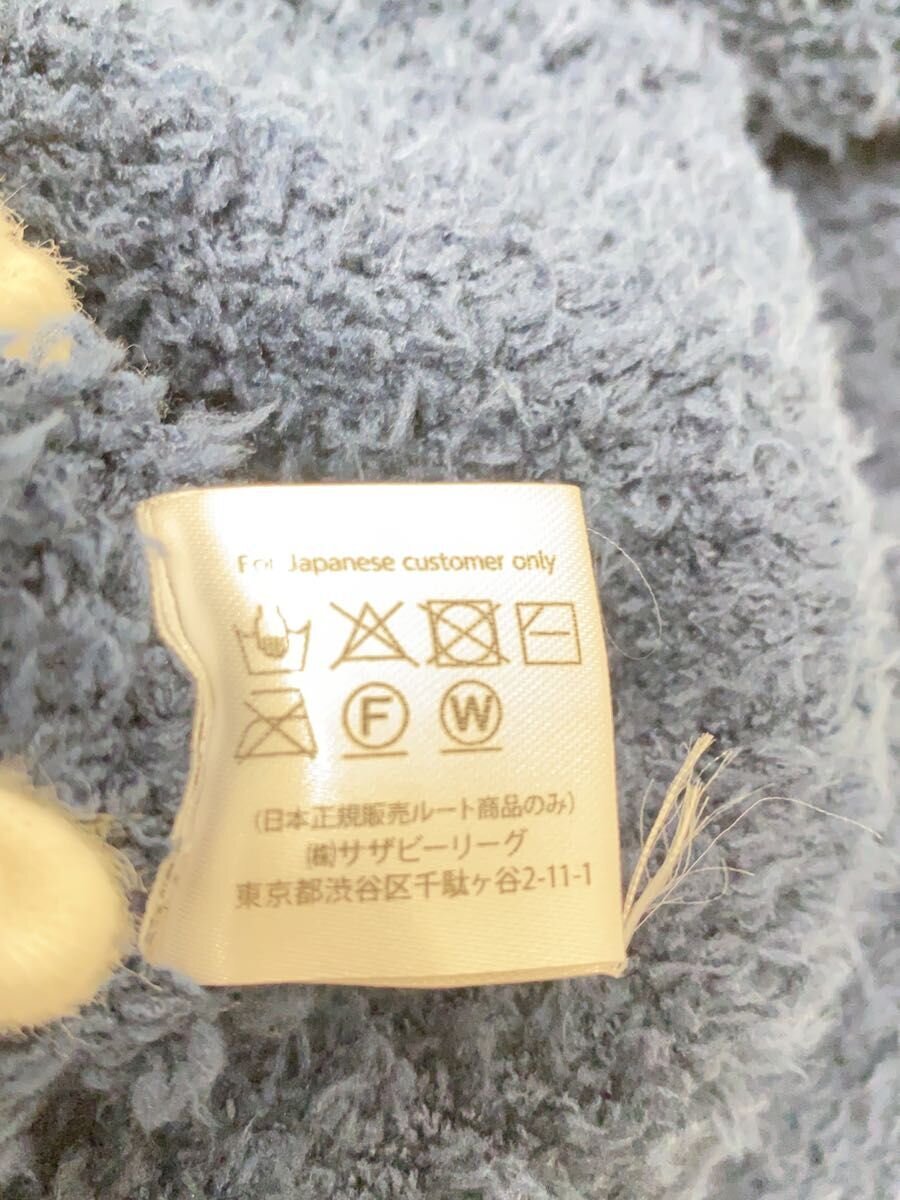 For Japanese customer only
F W
(日本正規販売ルート商品のみ)
㈱サザビーリーグ
東京都渋谷区千駄ヶ谷2-11-1